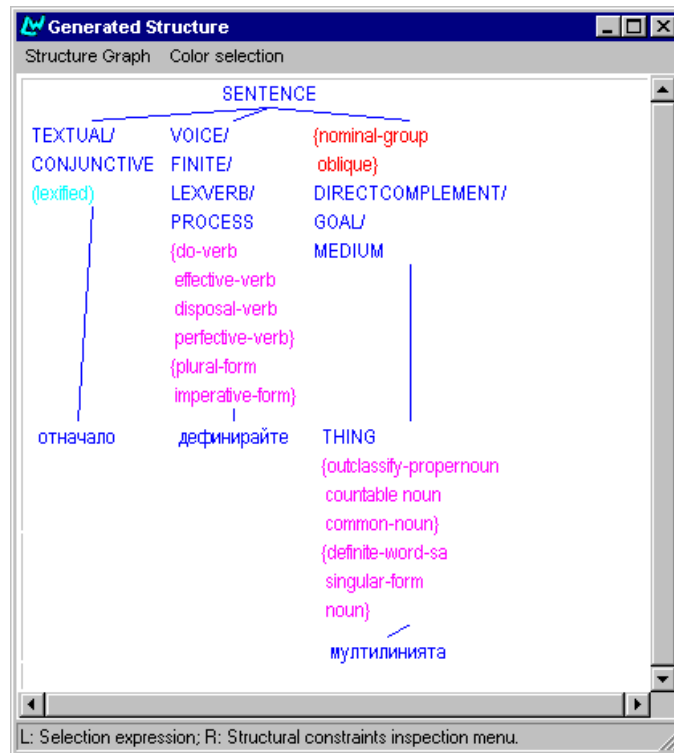 Generated Structure
Structure Graph Color selection
SENTENCE
TEXTUAL/
CONJUNCTIVE
(lexified)
отначало
VOICE/
FINITE/
LEXVERB/
PROCESS
{do-verb
effective-verb
disposal-verb
perfective-verb}
{plural-form
imperative-form}
дефинирайте
{nominal-group
oblique}
DIRECTCOMPLEMENT/
GOAL/
MEDIUM
THING
{outclassify-propernoun
countable noun
common-noun}
{definite-word-sa
singular-form
noun}
мултилинията
L: Selection expression; R: Structural constraints inspection menu.